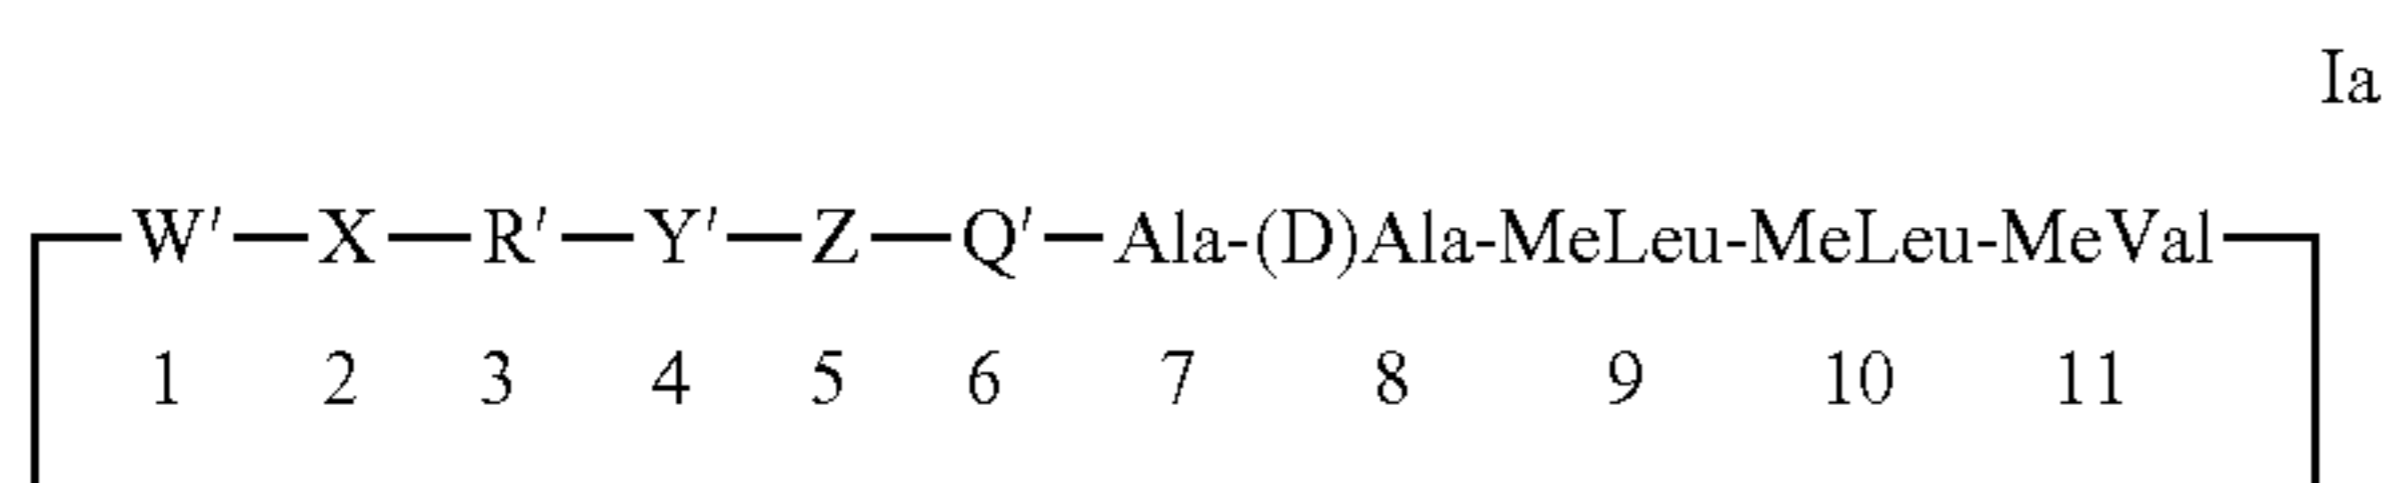 Ia
W′—X—R′—Y′—Z—Q′—Ala-(D)Ala-MeLeu-MeLeu-MeVal
1 2 3 4 5 6 7 8 9 10 11